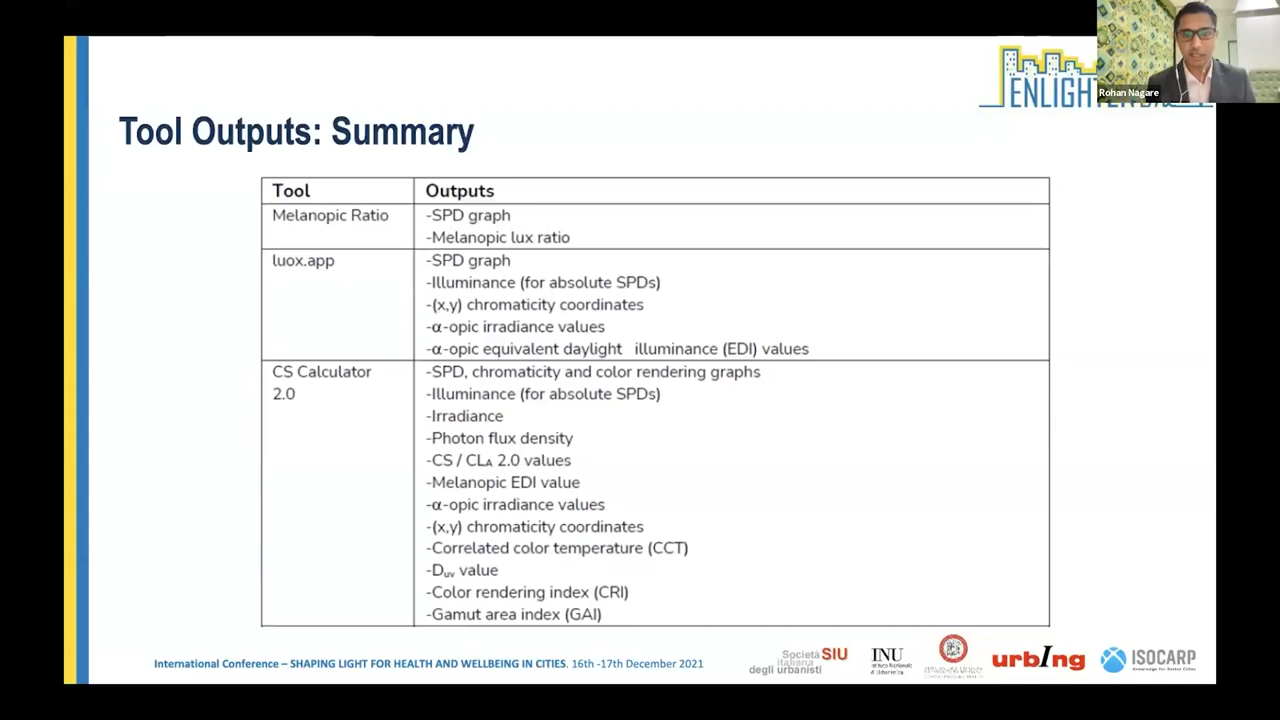 Rohan Nagare
Tool Outputs: Summary
Tool Outputs
Melanopic Ratio -SPD graph
-Melanopic lux ratio
luox.app -SPD graph
-Illuminance (for absolute SPDs)
-(x,y) chromaticity coordinates
-α-opic irradiance values
-α-opic equivalent daylight illuminance (EDI) values
CS Calculator -SPD, chromaticity and color rendering graphs
2.0 -Illuminance (for absolute SPDs)
-Irradiance
-Photon flux density
-CS / CLA 2.0 values
-Melanopic EDI value
-α-opic irradiance values
-(x,y) chromaticity coordinates
-Correlated color temperature (CCT)
-Duv value
-Color rendering index (CRI)
-Gamut area index (GAI)
International Conference – SHAPING LIGHT FOR HEALTH AND WELLBEING IN CITIES. 16th -17th December 2021
Società SIU
italiana
degli urbanisti
INU
urbIng
ISOCARP